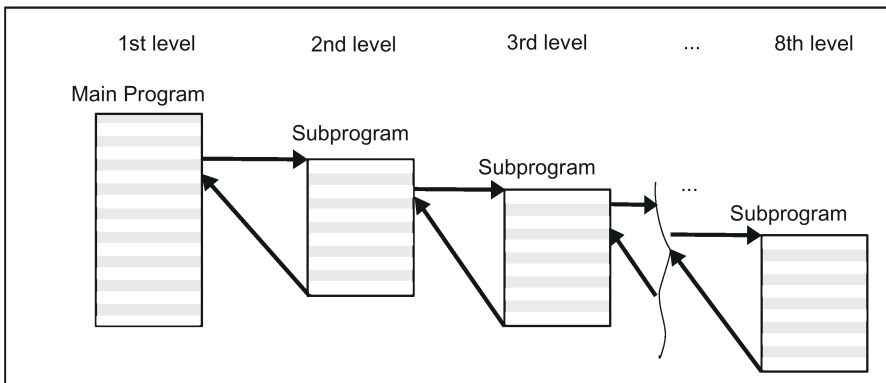 1st level 2nd level 3rd level ... 8th level
Main Program
Subprogram
Subprogram
...
Subprogram